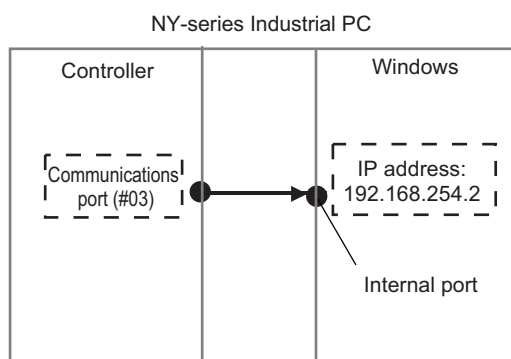 NY-series Industrial PC
Controller
Windows
Communications
port (#03)
IP address:
192.168.254.2
Internal port